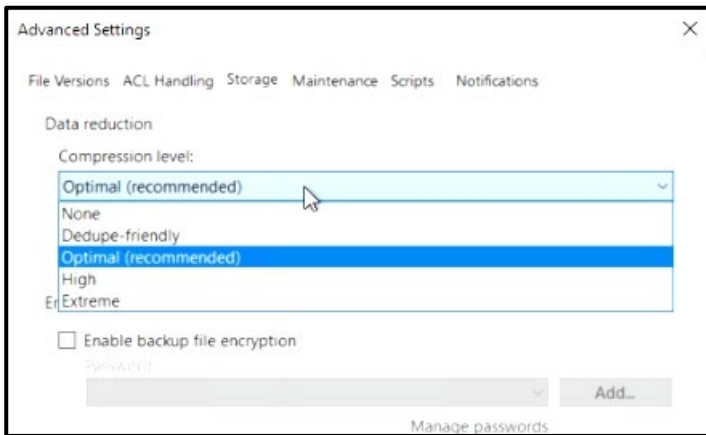 Advanced Settings
File Versions ACL Handling Storage Maintenance Scripts Notifications
Data reduction
Compression level:
Optimal (recommended)
None
Dedupe-friendly
Optimal (recommended)
High
Extreme
Enable backup file encryption
Password:
Add...
Manage passwords